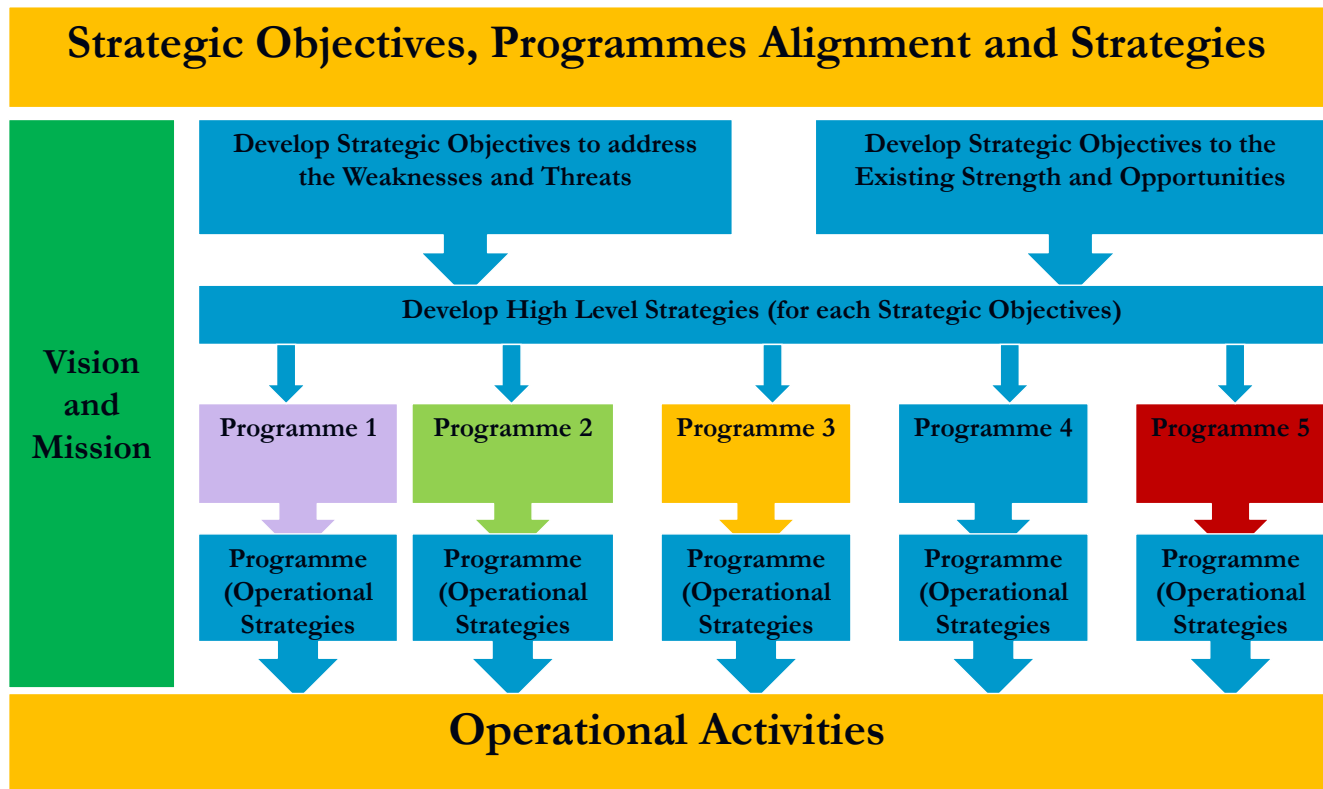 Strategic Objectives, Programmes Alignment and Strategies
Vision
and
Mission
Develop Strategic Objectives to address
the Weaknesses and Threats
Develop Strategic Objectives to the
Existing Strength and Opportunities
Develop High Level Strategies (for each Strategic Objectives)
Programme 1
Programme 2
Programme 3
Programme 4
Programme 5
Programme
(Operational
Strategies
Programme
(Operational
Strategies
Programme
(Operational
Strategies
Programme
(Operational
Strategies
Programme
(Operational
Strategies
Operational Activities